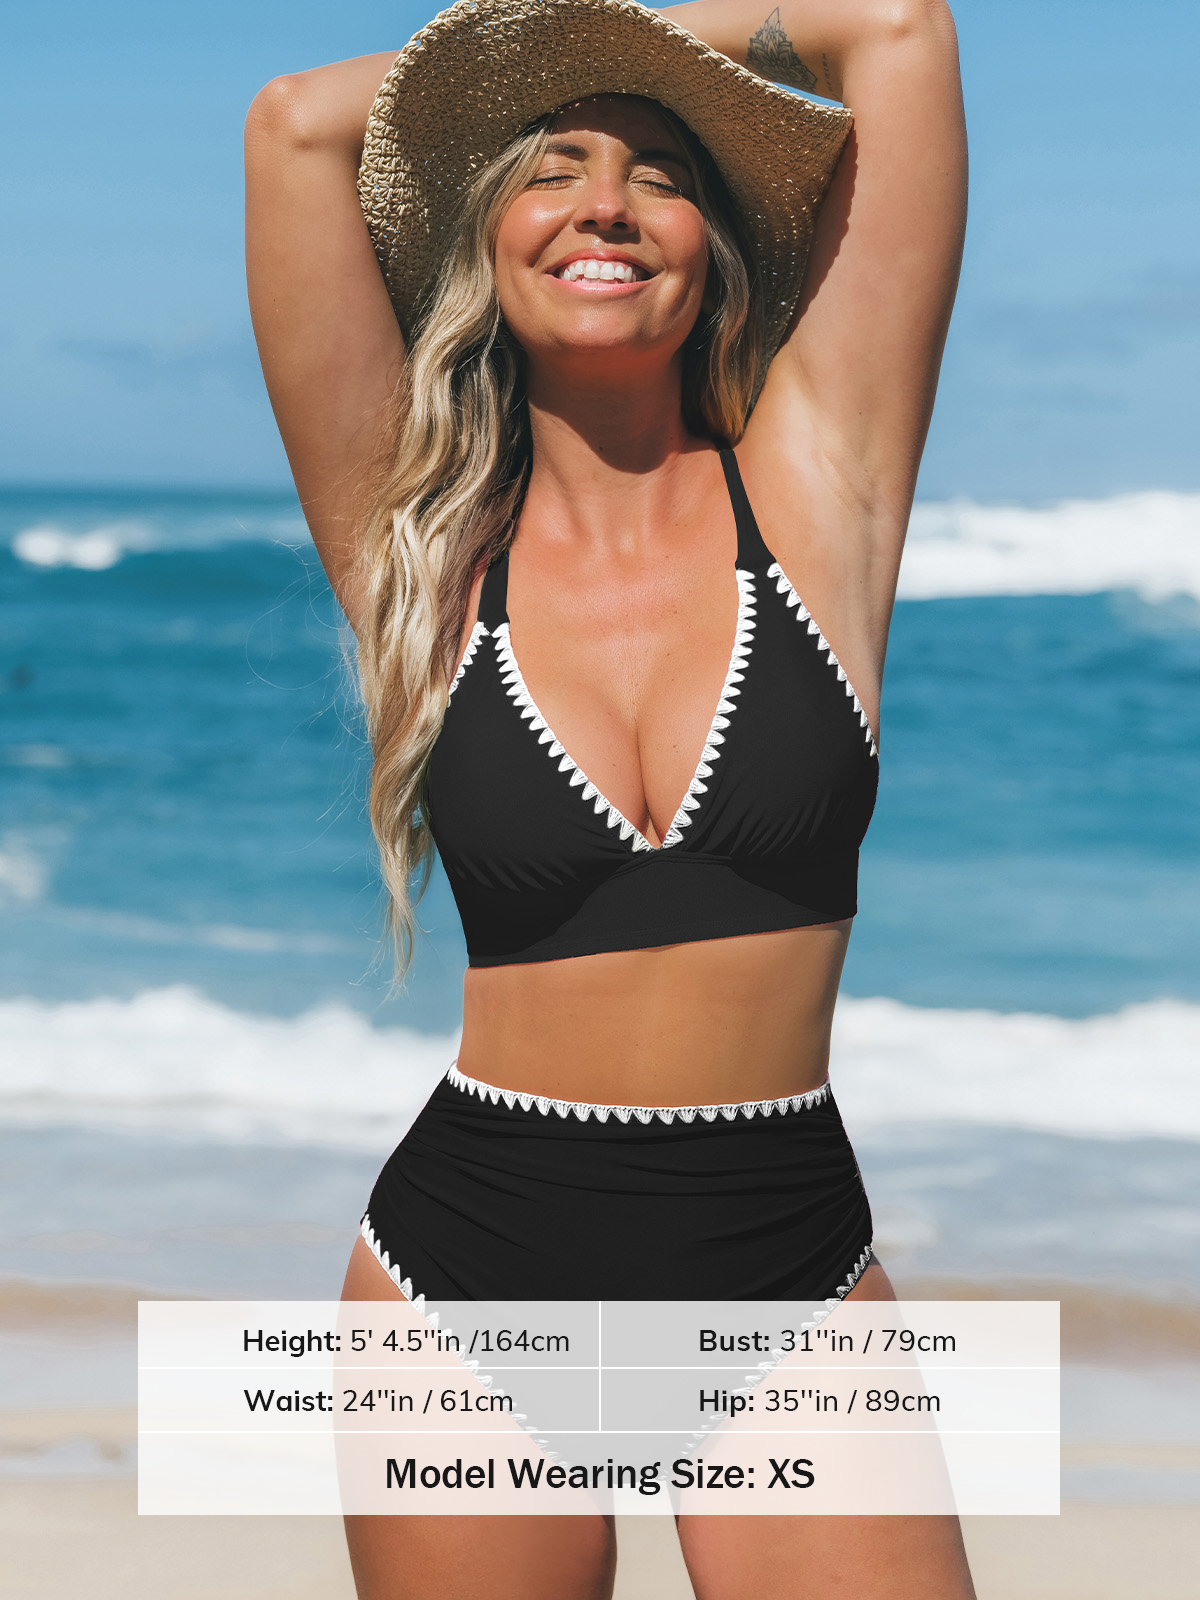 Height: 5' 4.5''in /164cm
Bust: 31''in / 79cm
Waist: 24''in / 61cm
Hip: 35''in / 89cm
Model Wearing Size: XS